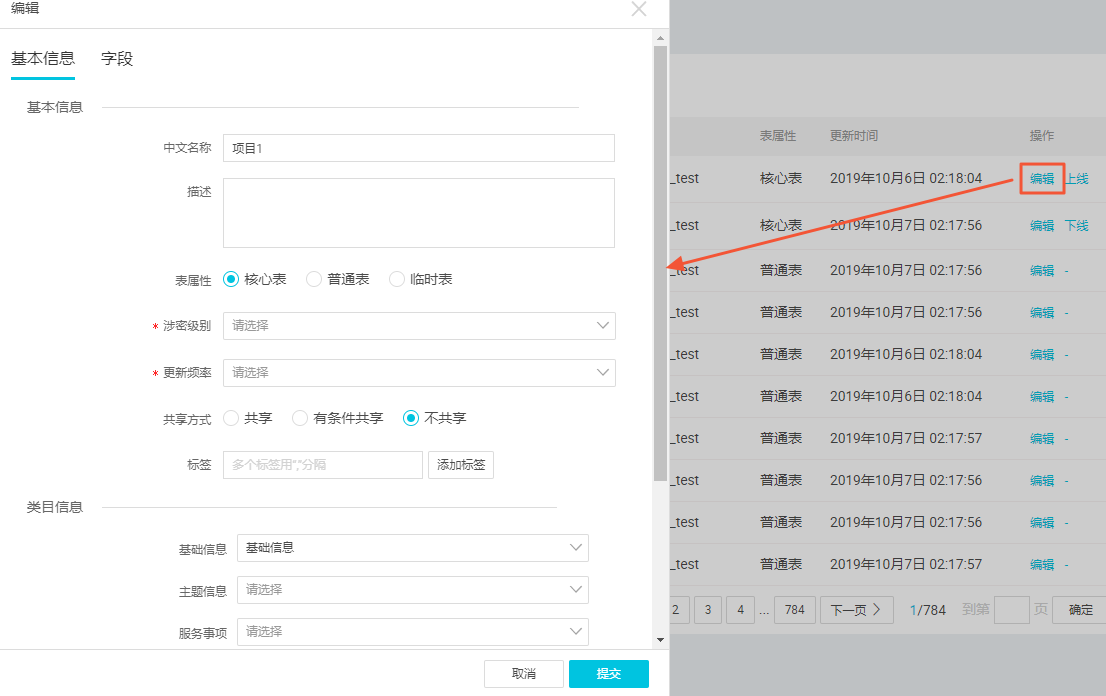 编辑
基本信息 字段
基本信息
中文名称 项目1
描述
表属性 核心表 普通表 临时表
* 涉密级别 请选择
* 更新频率 请选择
共享方式 共享 有条件共享 不共享
标签 多个标签用","分隔 添加标签
类目信息
基础信息 基础信息
主题信息 请选择
服务事项 请选择
取消 提交
表属性 更新时间 操作
_test 核心表 2019年10月6日 02:18:04 编辑 上线
_test 核心表 2019年10月7日 02:17:56 编辑 下线
_test 普通表 2019年10月7日 02:17:56 编辑 -
_test 普通表 2019年10月7日 02:17:56 编辑 -
_test 普通表 2019年10月6日 02:18:04 编辑 -
_test 普通表 2019年10月6日 02:18:04 编辑 -
_test 普通表 2019年10月7日 02:17:57 编辑 -
_test 普通表 2019年10月7日 02:17:56 编辑 -
_test 普通表 2019年10月7日 02:17:56 编辑 -
_test 普通表 2019年10月7日 02:17:57 编辑 -
2 3 4 ... 784 下一页 1/784 到第 页 确定